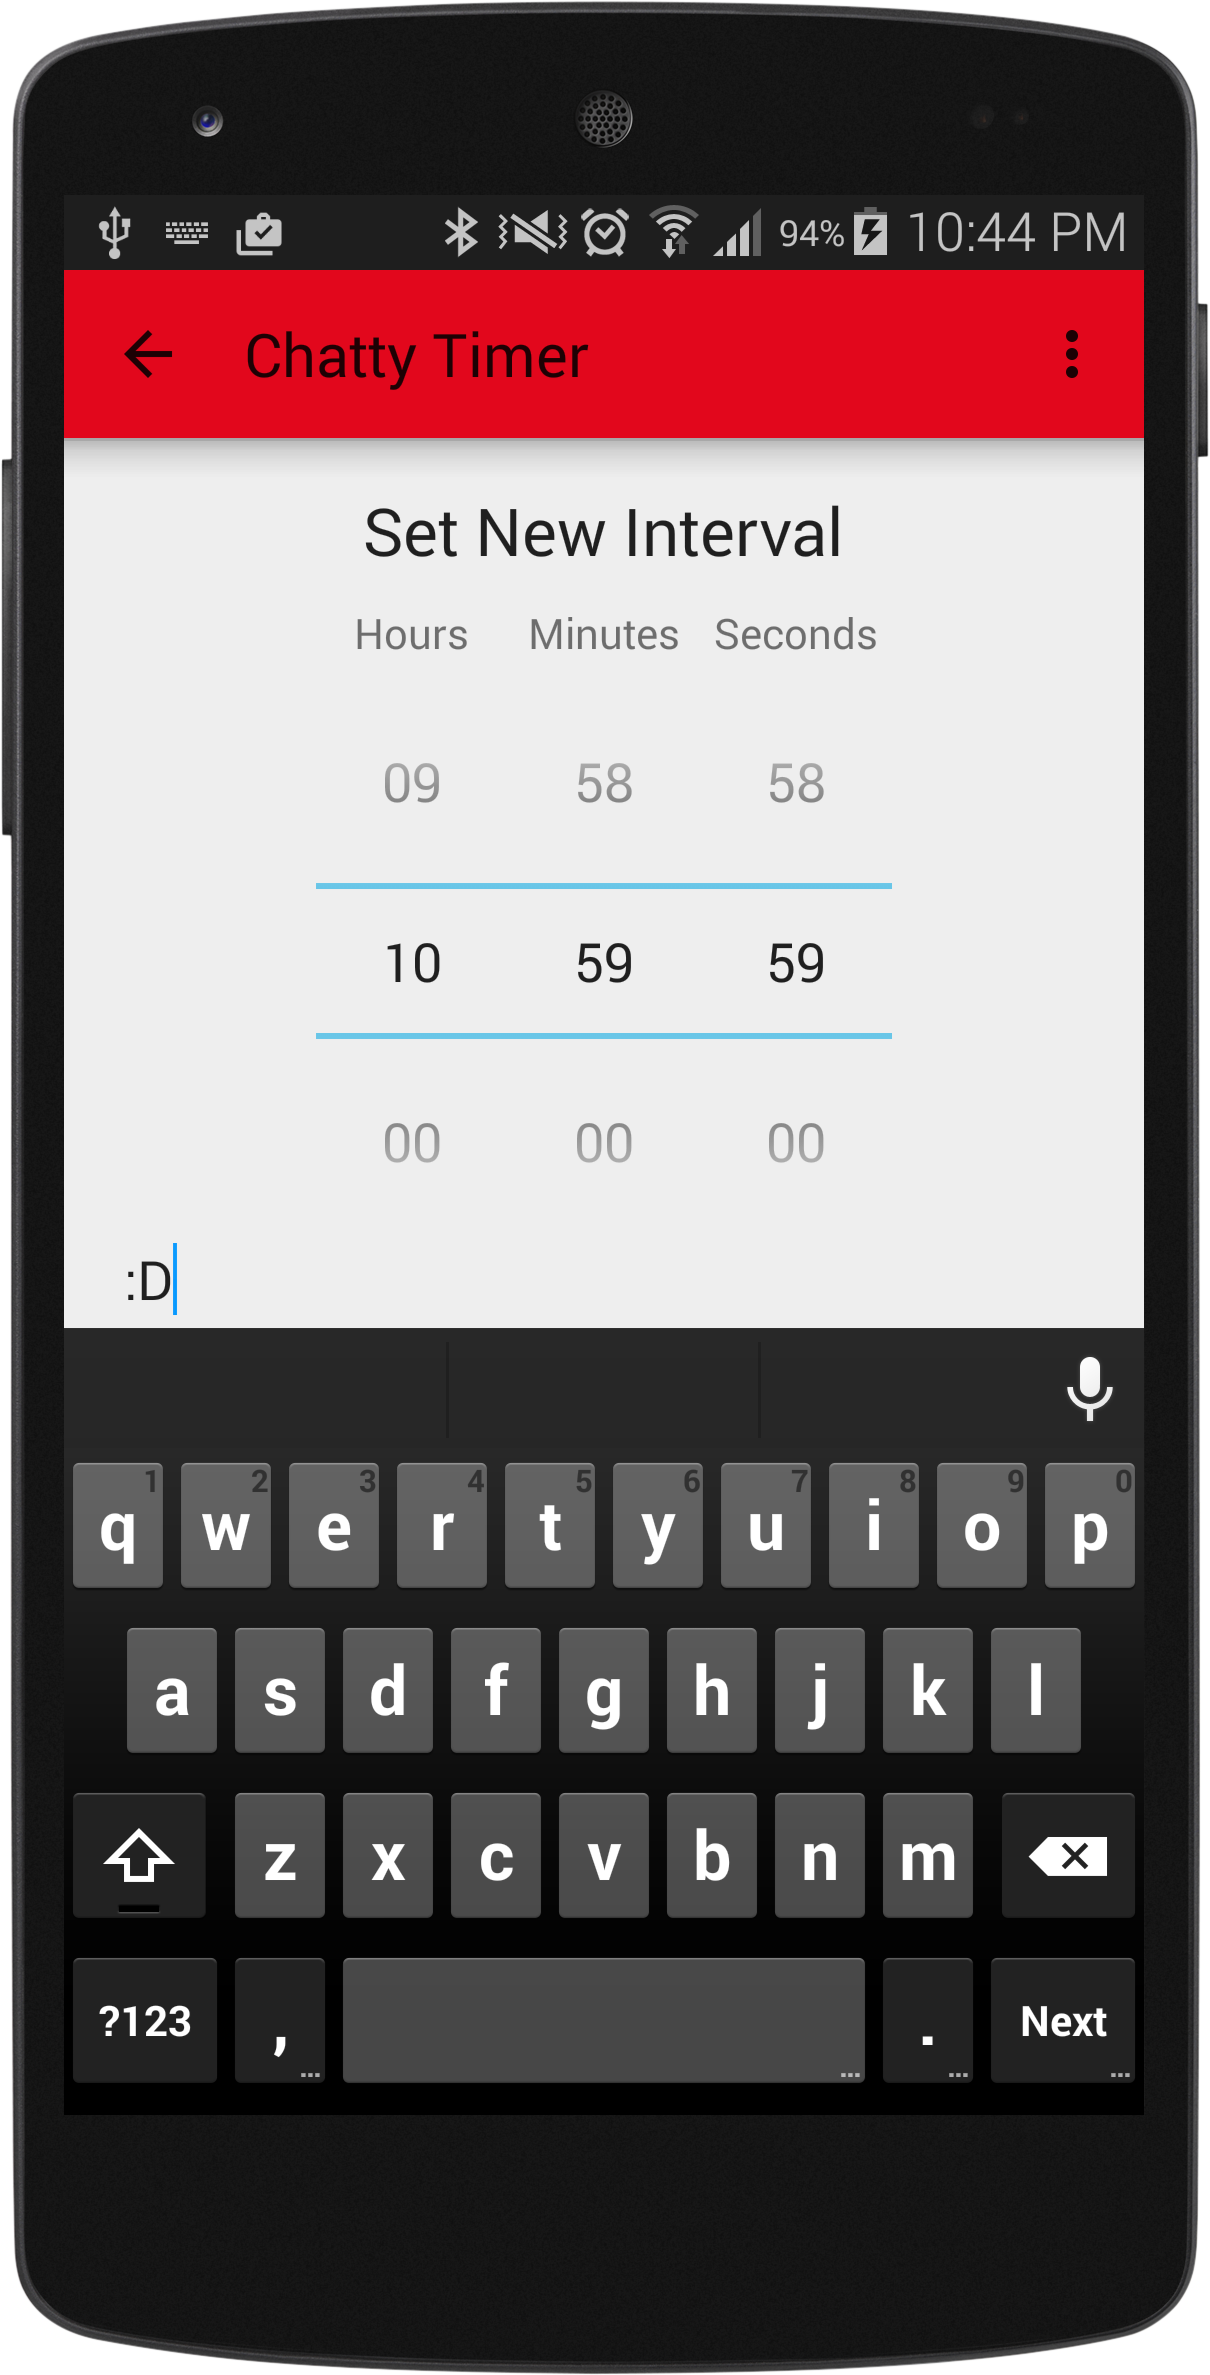 94% 10:44 PM
Chatty Timer
Set New Interval
Hours Minutes Seconds
09 58 58
10 59 59
00 00 00
:D
1 2 3 4 5 6 7 8 9 0
q w e r t y u i o p
a s d f g h j k l
z x c v b n m
?123 , . Next